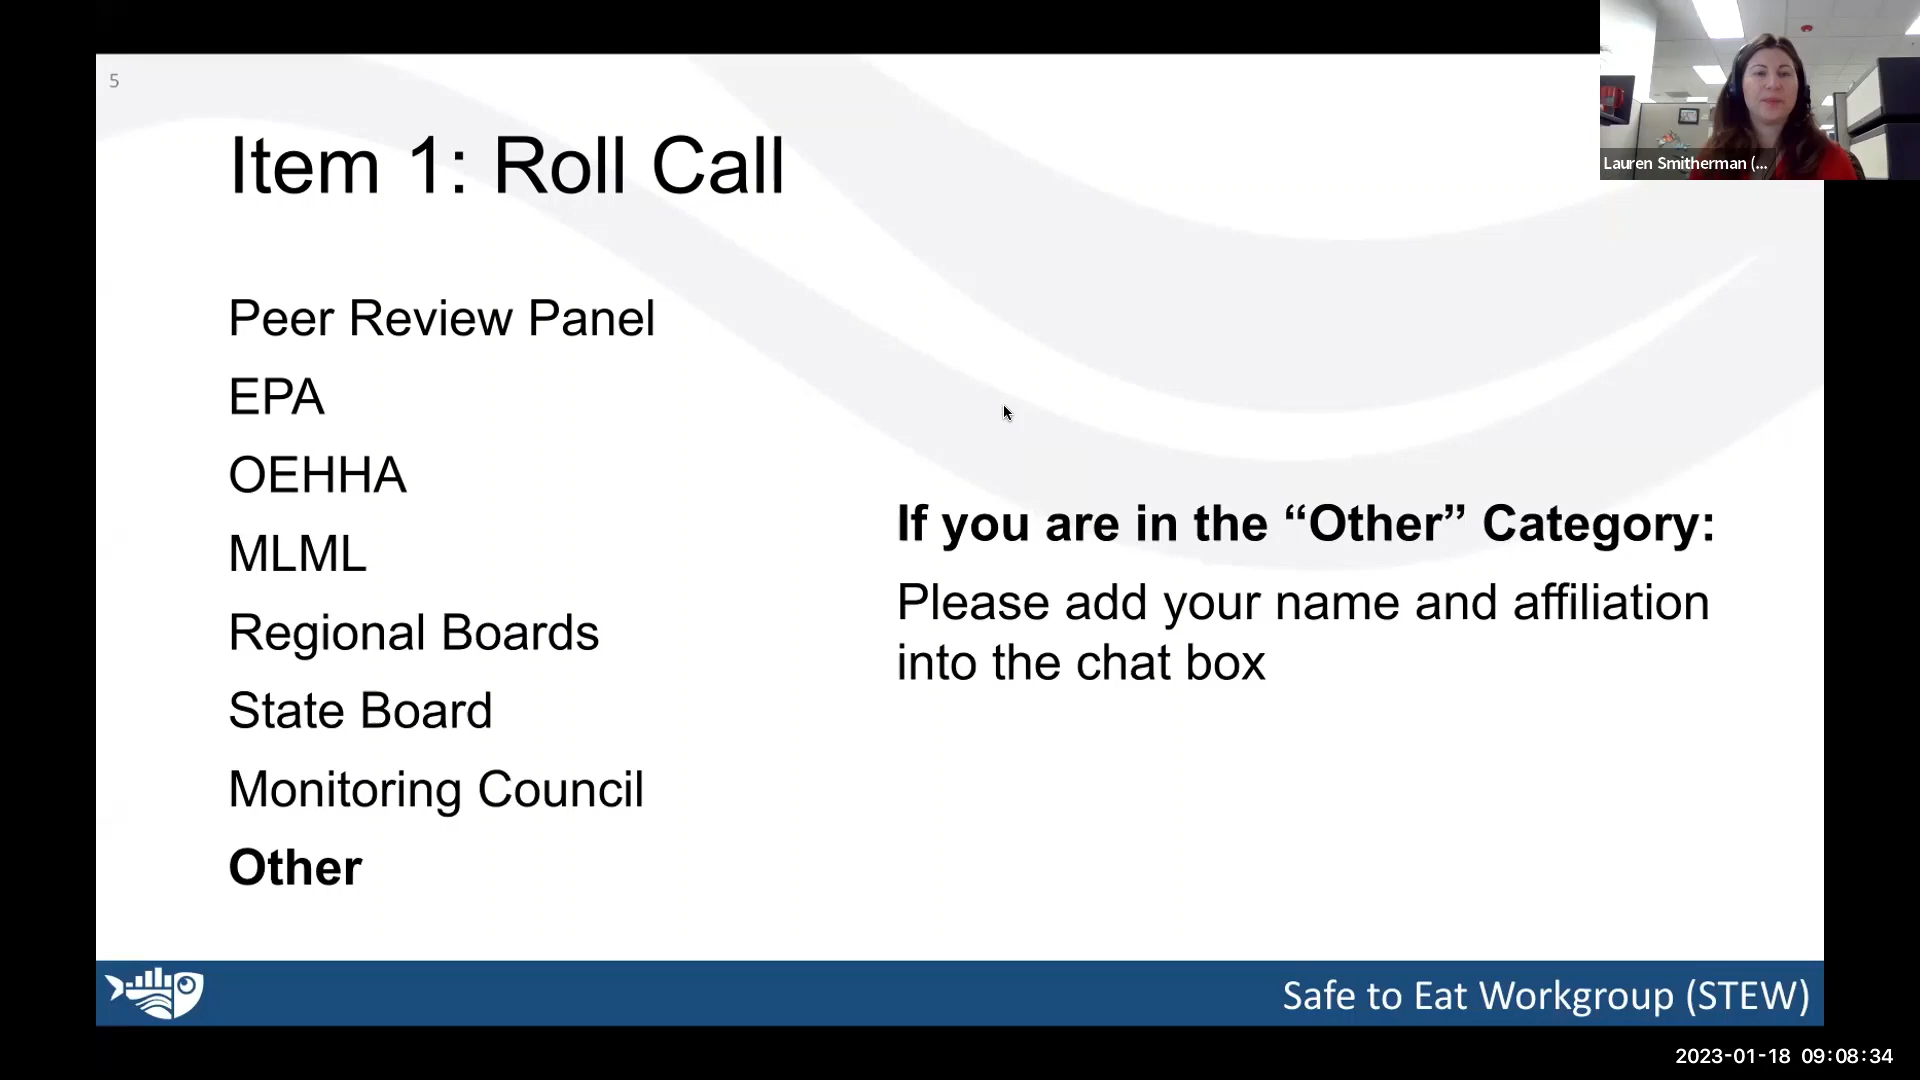 5
Item 1: Roll Call
Peer Review Panel
EPA
OEHHA
MLML
Regional Boards
State Board
Monitoring Council
Other
If you are in the “Other” Category:
Please add your name and affiliation
into the chat box
Safe to Eat Workgroup (STEW)
Lauren Smitherman (...
2023-01-18 09:08:34